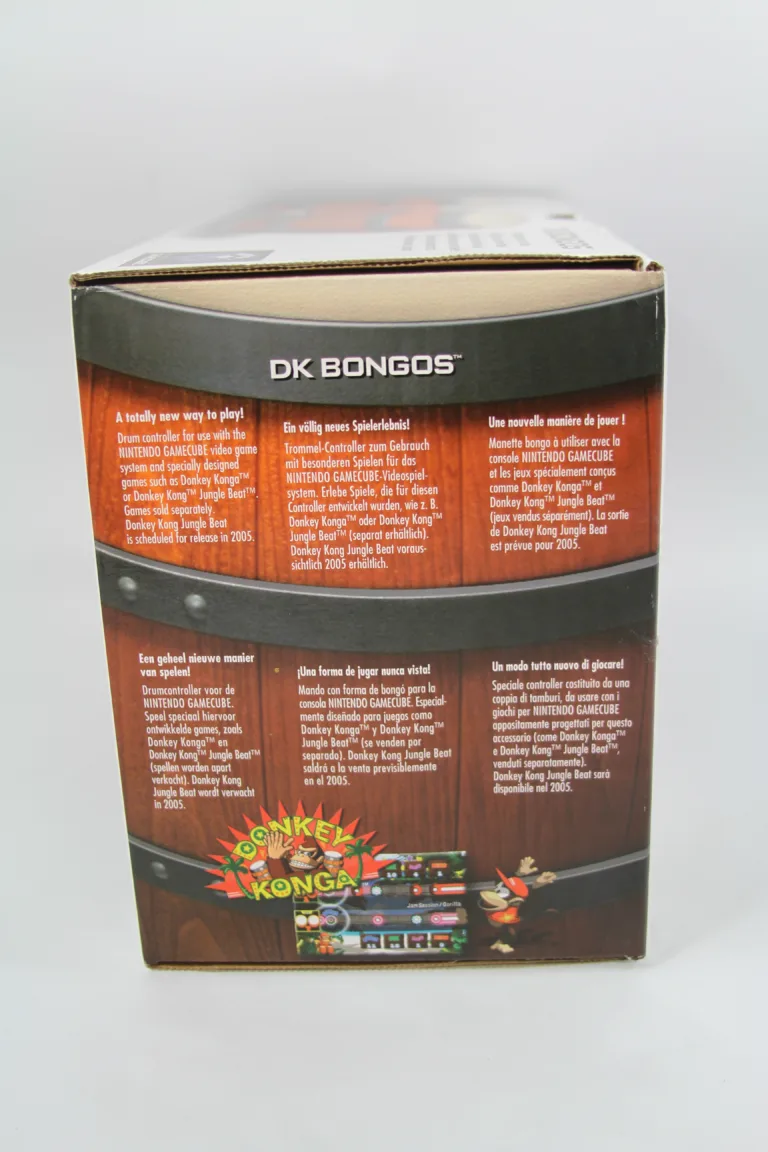 DK BONGOS™
A totally new way to play!
Drum controller for use with the
NINTENDO GAMECUBE video game
system and specially designed
games such as Donkey Konga™
or Donkey Kong™ Jungle Beat™.
Games sold separately.
Donkey Kong Jungle Beat
is scheduled for release in 2005.
Ein völlig neues Spielerlebnis!
Trommel-Controller zum Gebrauch
mit besonderen Spielen für das
NINTENDO GAMECUBE-Videospiel-
system. Erlebe Spiele, die für diesen
Controller entwickelt wurden, wie z. B.
Donkey Konga™ oder Donkey Kong™
Jungle Beat™ (separat erhältlich).
Donkey Kong Jungle Beat voraus-
sichtlich 2005 erhältlich.
Une nouvelle manière de jouer !
Manette bongo à utiliser avec la
console NINTENDO GAMECUBE
et les jeux spécialement conçus
comme Donkey Konga™ et
Donkey Kong™ Jungle Beat™
(jeux vendus séparément). La sortie
de Donkey Kong Jungle Beat
est prévue pour 2005.
Een geheel nieuwe manier
van spelen!
Drumcontroller voor de
NINTENDO GAMECUBE.
Speel speciaal hiervoor
ontwikkelde games, zoals
Donkey Konga™ en
Donkey Kong™ Jungle Beat™
(spellen worden apart
verkocht). Donkey Kong
Jungle Beat wordt verwacht
in 2005.
¡Una forma de jugar nunca vista!
Mando con forma de bongó para la
consola NINTENDO GAMECUBE. Especial-
mente diseñado para juegos como
Donkey Konga™ y Donkey Kong™
Jungle Beat™ (se venden por
separado). Donkey Kong Jungle Beat
saldrá a la venta previsiblemente
en el 2005.
Un modo tutto nuovo di giocare!
Speciale controller costituito da una
coppia di tamburi, da usare con i
giochi per NINTENDO GAMECUBE
appositamente progettati per questo
accessorio (come Donkey Konga™
e Donkey Kong™ Jungle Beat™,
venduti separatamente).
Donkey Kong Jungle Beat sarà
disponibile nel 2005.
DONKEY
KONGA